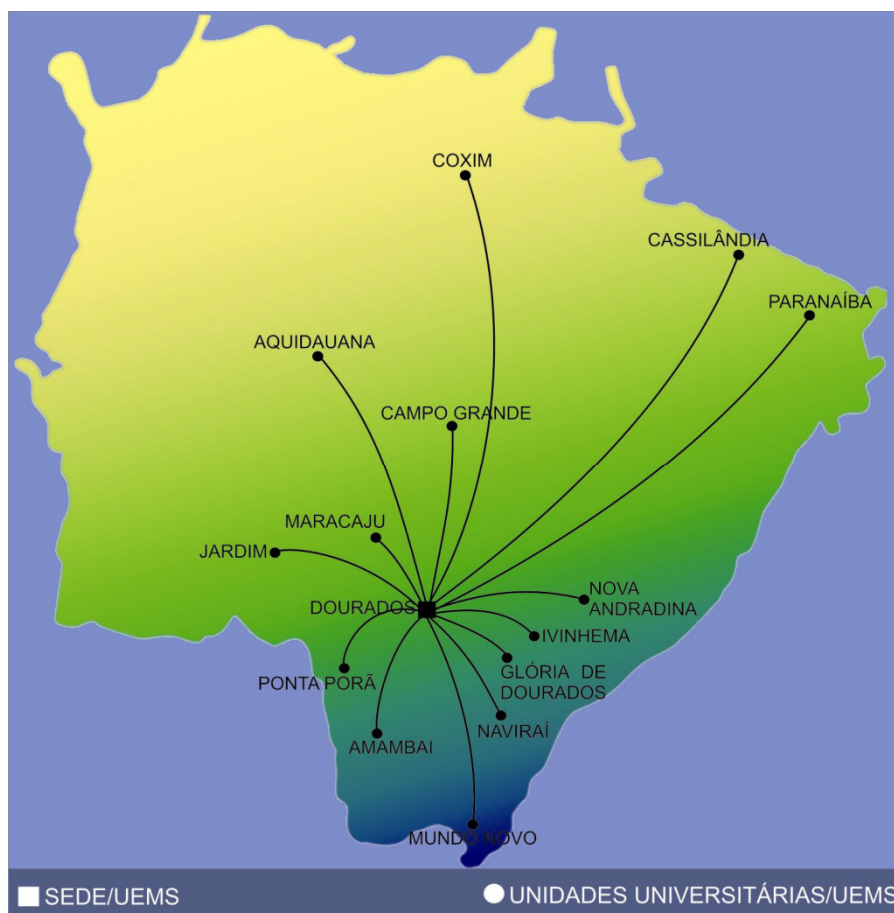 COXIM
CASSILÂNDIA
PARANAÍBA
AQUIDAUANA
CAMPO GRANDE
MARACAJU
JARDIM
DOURADOS
NOVA
ANDRADINA
IVINHEMA
GLÓRIA DE
DOURADOS
PONTA PORÃ
NAVIRAÍ
AMAMBAI
MUNDO NOVO
SEDE/UEMS
UNIDADES UNIVERSITÁRIAS/UEMS